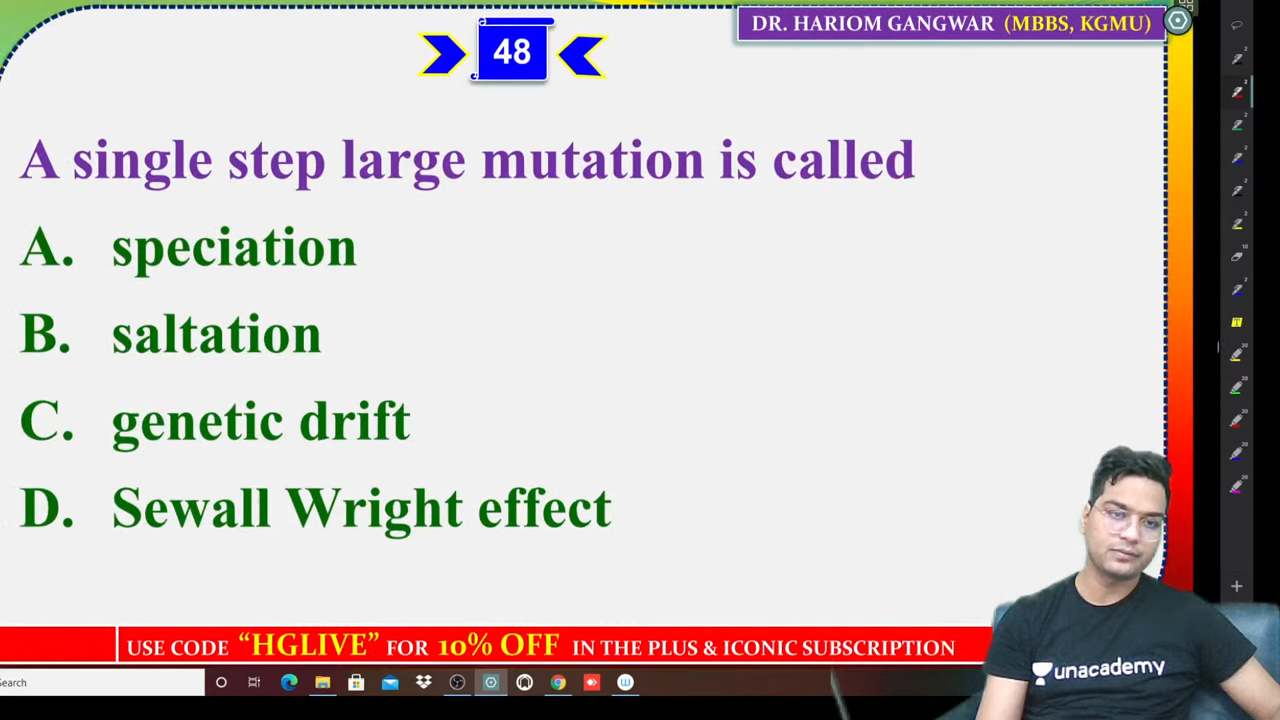 DR. HARIOM GANGWAR (MBBS, KGMU)
48
A single step large mutation is called
A. speciation
B. saltation
C. genetic drift
D. Sewall Wright effect
unacademy
USE CODE “HGLIVE” FOR 10% OFF IN THE PLUS & ICONIC SUBSCRIPTION
Search